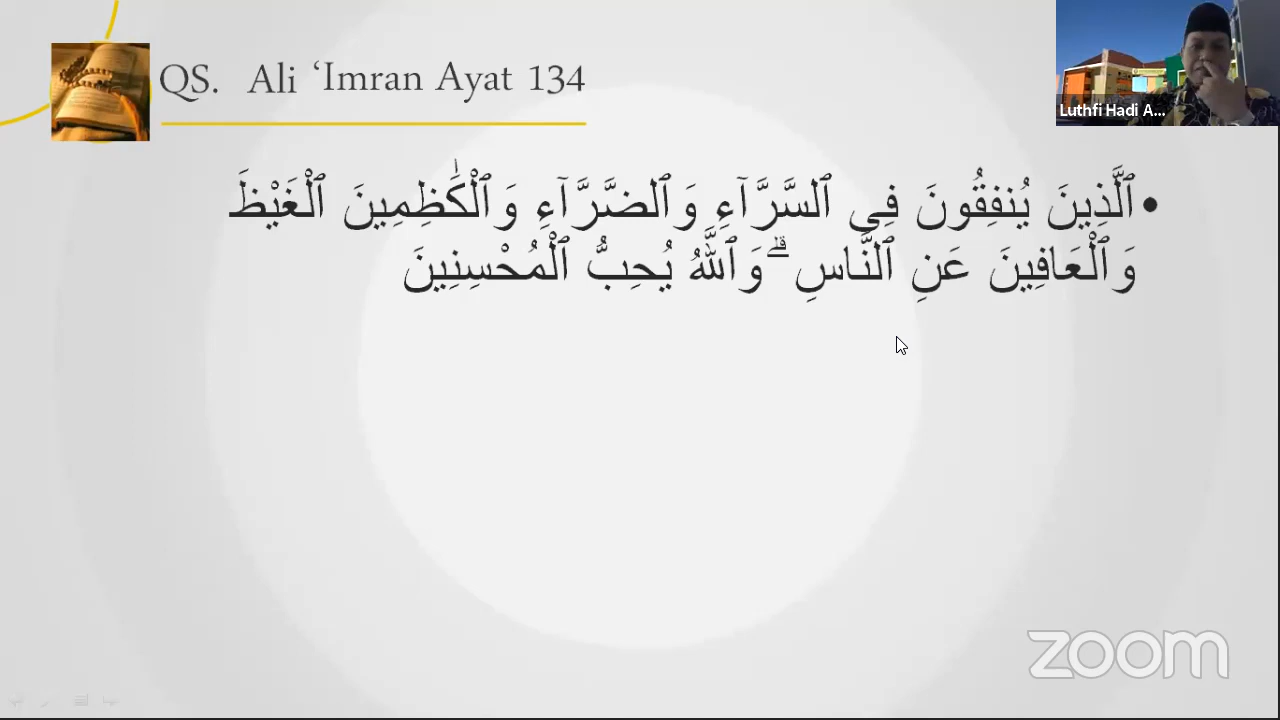 QS. Ali ‘Imran Ayat 134
Luthfi Hadi A...
• ٱلَّذِينَ يُنفِقُونَ فِى ٱلسَّرَّآءِ وَٱلضَّرَّآءِ وَٱلْكَٰظِمِينَ ٱلْغَيْظَ
وَٱلْعَافِينَ عَنِ ٱلنَّاسِ ۗ وَٱللَّهُ يُحِبُّ ٱلْمُحْسِنِينَ
zoom